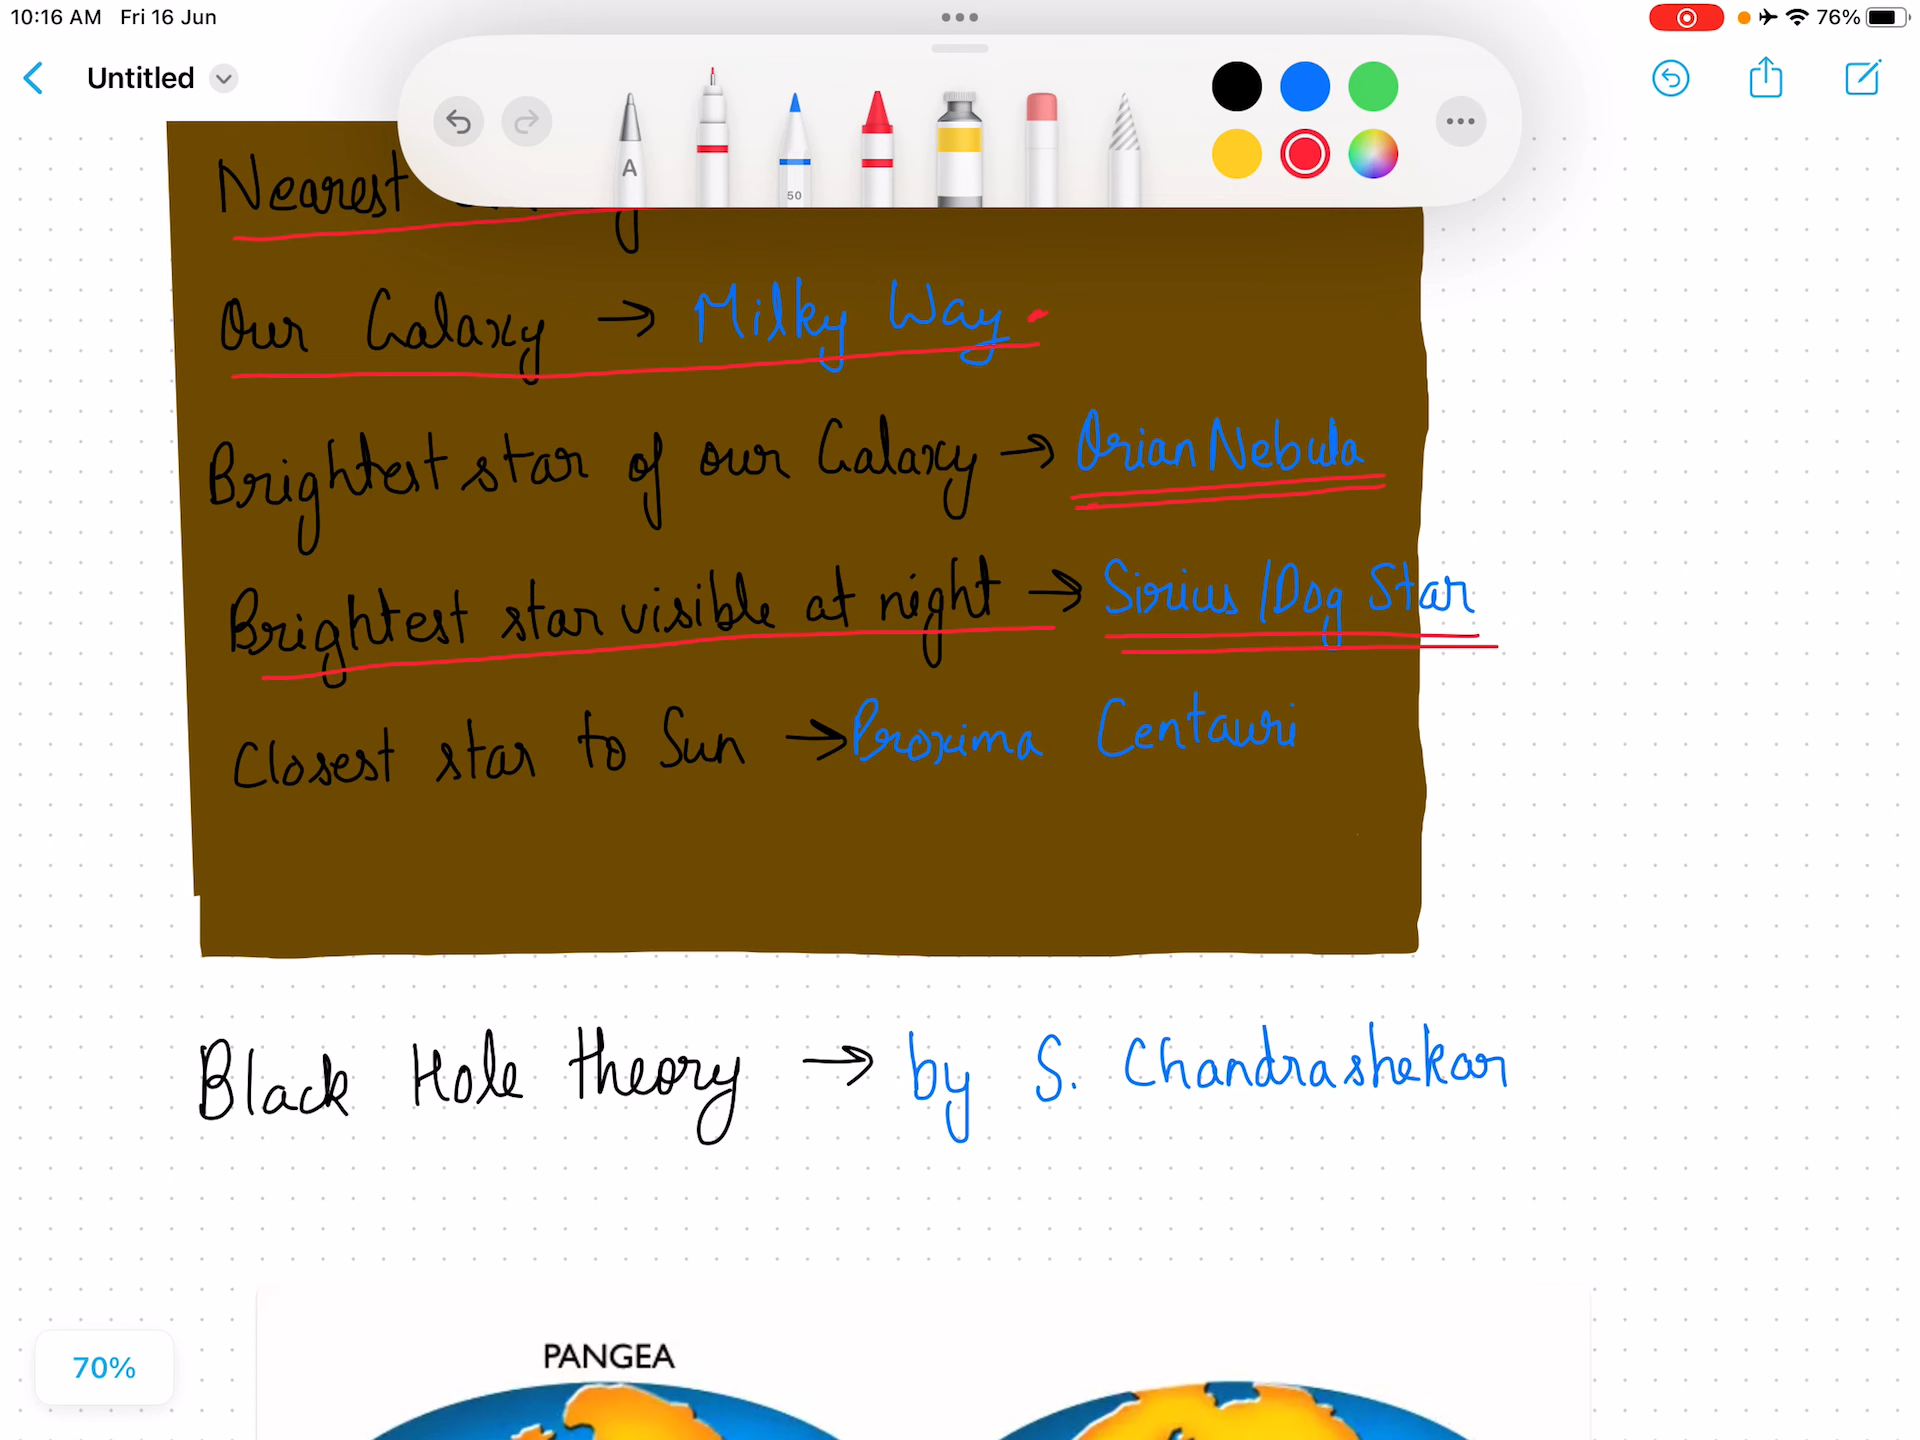 10:16 AM Fri 16 Jun
76%
Untitled
A
50
Nearest
Our Galaxy → Milky Way
Brightest star of our Galaxy → Orian Nebula
Brightest star visible at night → Sirius / Dog Star
Closest star to Sun → Proxima Centauri
Black Hole theory → by S. Chandrashekar
PANGEA
70%